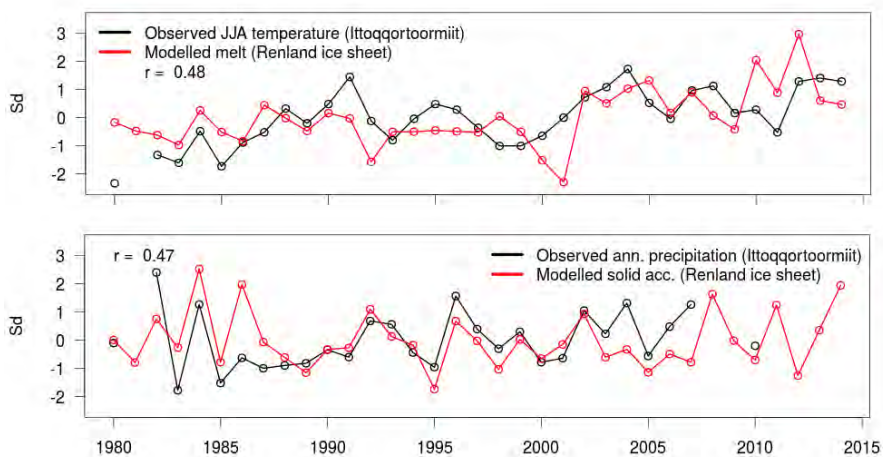 3
2
1
0
-1
-2
Sd
Observed JJA temperature (Ittoqqortoormiit)
Modelled melt (Renland ice sheet)
r = 0.48
3
2
1
0
-1
-2
Sd
r = 0.47
Observed ann. precipitation (Ittoqqortoormiit)
Modelled solid acc. (Renland ice sheet)
1980 1985 1990 1995 2000 2005 2010 2015